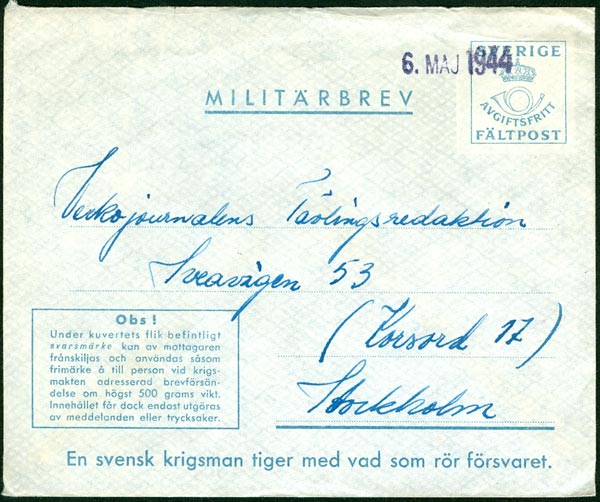 6. MAJ 1944
SVERIGE
AVGIFTSFRITT
FÄLTPOST
MILITÄRBREV
Veckojournalens Tävlingsredaktion
Sveavägen 53
(Korsord 17)
Stockholm
Obs!
Under kuvertets flik befintligt
svarsmärke kan av mottagaren
frånskiljas och användas såsom
frimärke å till person vid krigs-
makten adresserad brevförsän-
delse om högst 500 grams vikt.
Innehållet får dock endast utgöras
av meddelanden eller trycksaker.
En svensk krigsman tiger med vad som rör försvaret.